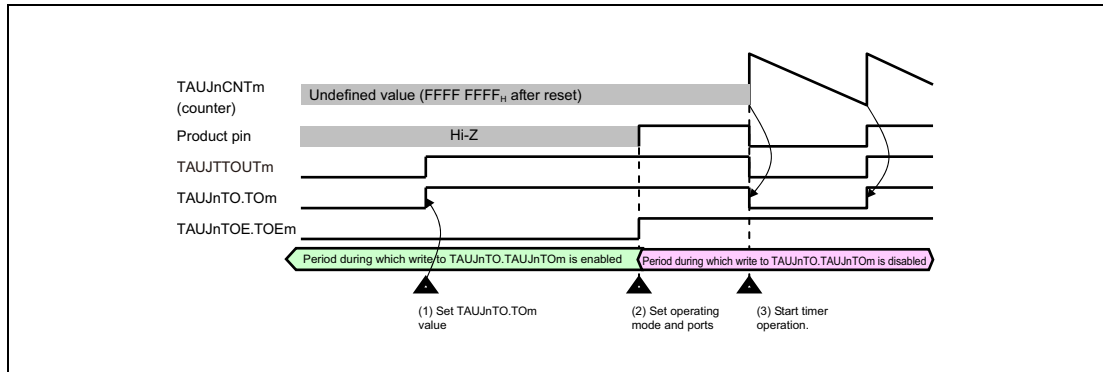 TAUJnCNTm
(counter)
Undefined value (FFFF FFFFH after reset)
Product pin
Hi-Z
TAUJTTOUTm
TAUJnTO.TOm
TAUJnTOE.TOEm
Period during which write to TAUJnTO.TAUJnTOm is enabled
Period during which write to TAUJnTO.TAUJnTOm is disabled
(1) Set TAUJnTO.TOm
value
(2) Set operating
mode and ports
(3) Start timer
operation.